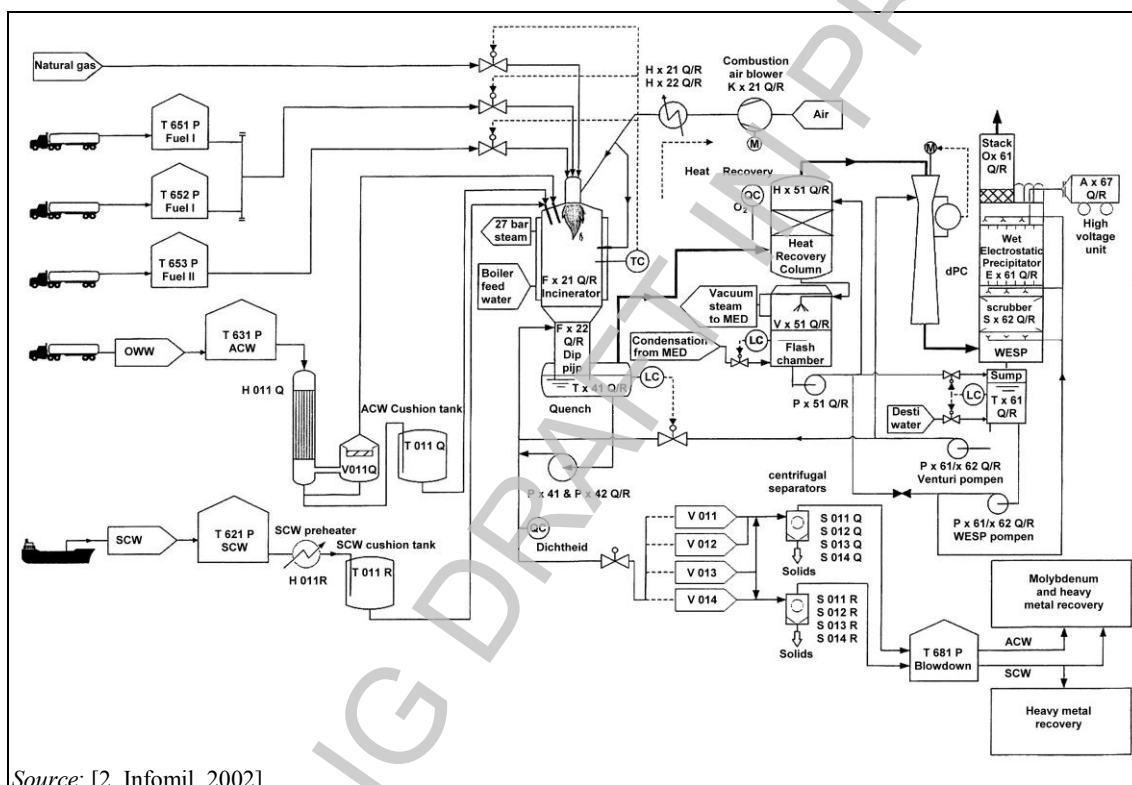 Natural gas
T 651 P
Fuel I
T 652 P
Fuel I
T 653 P
Fuel II
OWW
T 631 P
ACW
H 011 Q
V011Q
ACW Cushion tank
T 011 Q
SCW
T 621 P
SCW
SCW preheater
H 011R
SCW cushion tank
T 011 R
27 bar
steam
Boiler
feed
water
F x 21 Q/R
Incinerator
F x 22
Q/R
Dip
pijp
T x 41 Q/R
Quench
LC
TC
P x 41 & P x 42 Q/R
QC
Dichtheid
H x 21 Q/R
H x 22 Q/R
Combustion
air blower
K x 21 Q/R
M
Air
Heat Recovery
QC
O2
H x 51 Q/R
Heat
Recovery
Column
Vacuum
steam
to MED
V x 51 Q/R
Condensation
from MED
LC
Flash
chamber
P x 51 Q/R
M
dPC
Stack
Ox 61
Q/R
A x 67
Q/R
High
voltage
unit
Wet
Electrostatic
Precipitator
E x 61 Q/R
scrubber
S x 62 Q/R
WESP
Sump
T x 61
Q/R
LC
Desti
water
P x 61/x 62 Q/R
Venturi pompen
P x 61/x 62 Q/R
WESP pompen
centrifugal
separators
V 011
V 012
V 013
V 014
S 011 Q
S 012 Q
S 013 Q
S 014 Q
Solids
S 011 R
S 012 R
S 013 R
S 014 R
Solids
T 681 P
Blowdown
ACW
SCW
Molybdenum
and heavy
metal recovery
Heavy metal
recovery
Source: [2, Infomil, 2002]
NG DRAFT IN PR